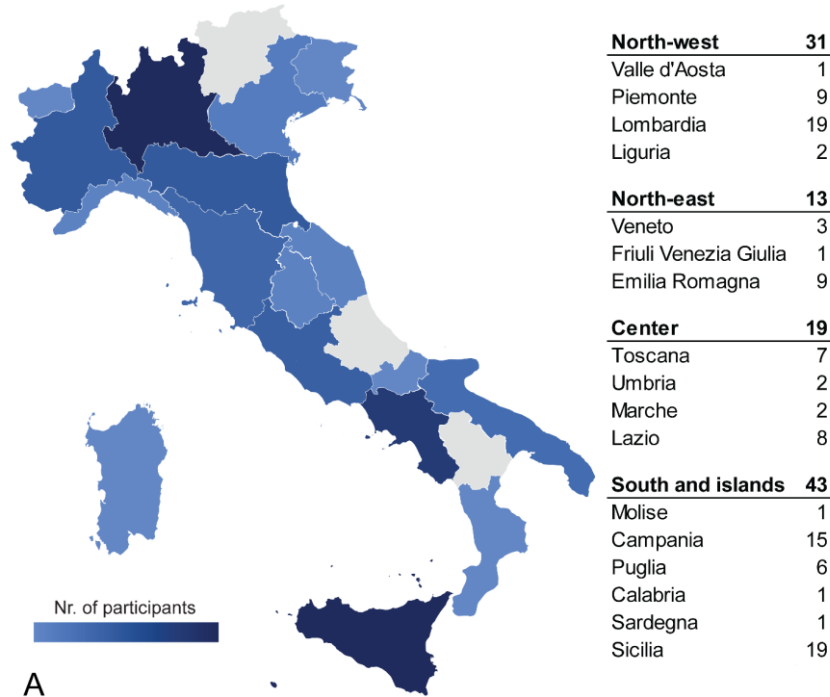 North-west 31
Valle d'Aosta 1
Piemonte 9
Lombardia 19
Liguria 2
North-east 13
Veneto 3
Friuli Venezia Giulia 1
Emilia Romagna 9
Center 19
Toscana 7
Umbria 2
Marche 2
Lazio 8
South and islands 43
Molise 1
Campania 15
Puglia 6
Calabria 1
Sardegna 1
Sicilia 19
Nr. of participants
A